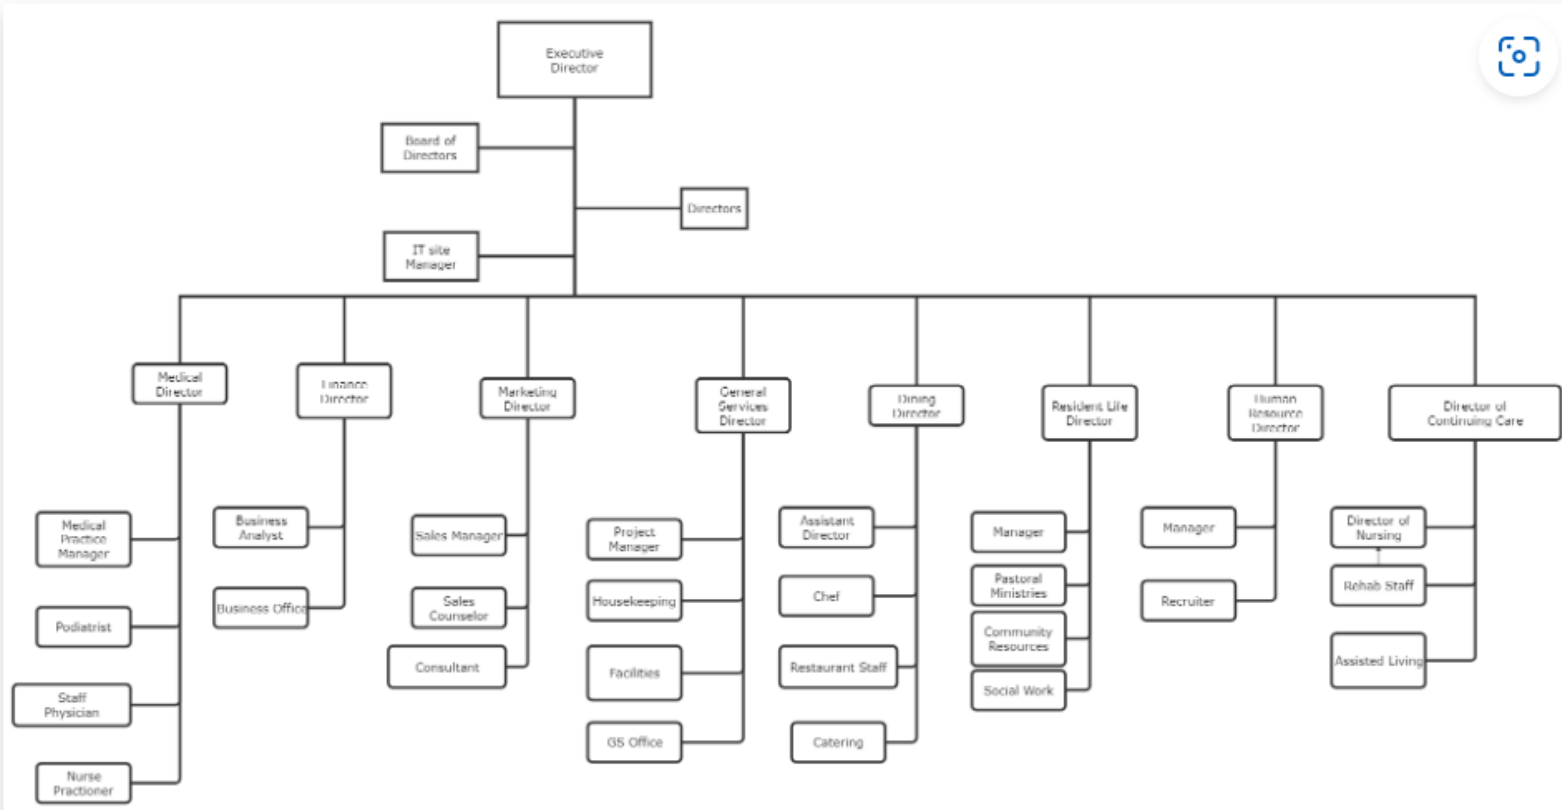 Executive
Director
Board of
Directors
Directors
IT site
Manager
Medical
Director
Finance
Director
Marketing
Director
General
Services
Director
Dining
Director
Resident Life
Director
Human
Resource
Director
Director of
Continuing Care
Medical
Practice
Manager
Podiatrist
Staff
Physician
Nurse
Practioner
Business
Analyst
Business Office
Sales Manager
Sales
Counselor
Consultant
Project
Manager
Housekeeping
Facilities
GS Office
Assistant
Director
Chef
Restaurant Staff
Catering
Manager
Pastoral
Ministries
Community
Resources
Social Work
Manager
Recruiter
Director of
Nursing
Rehab Staff
Assisted Living